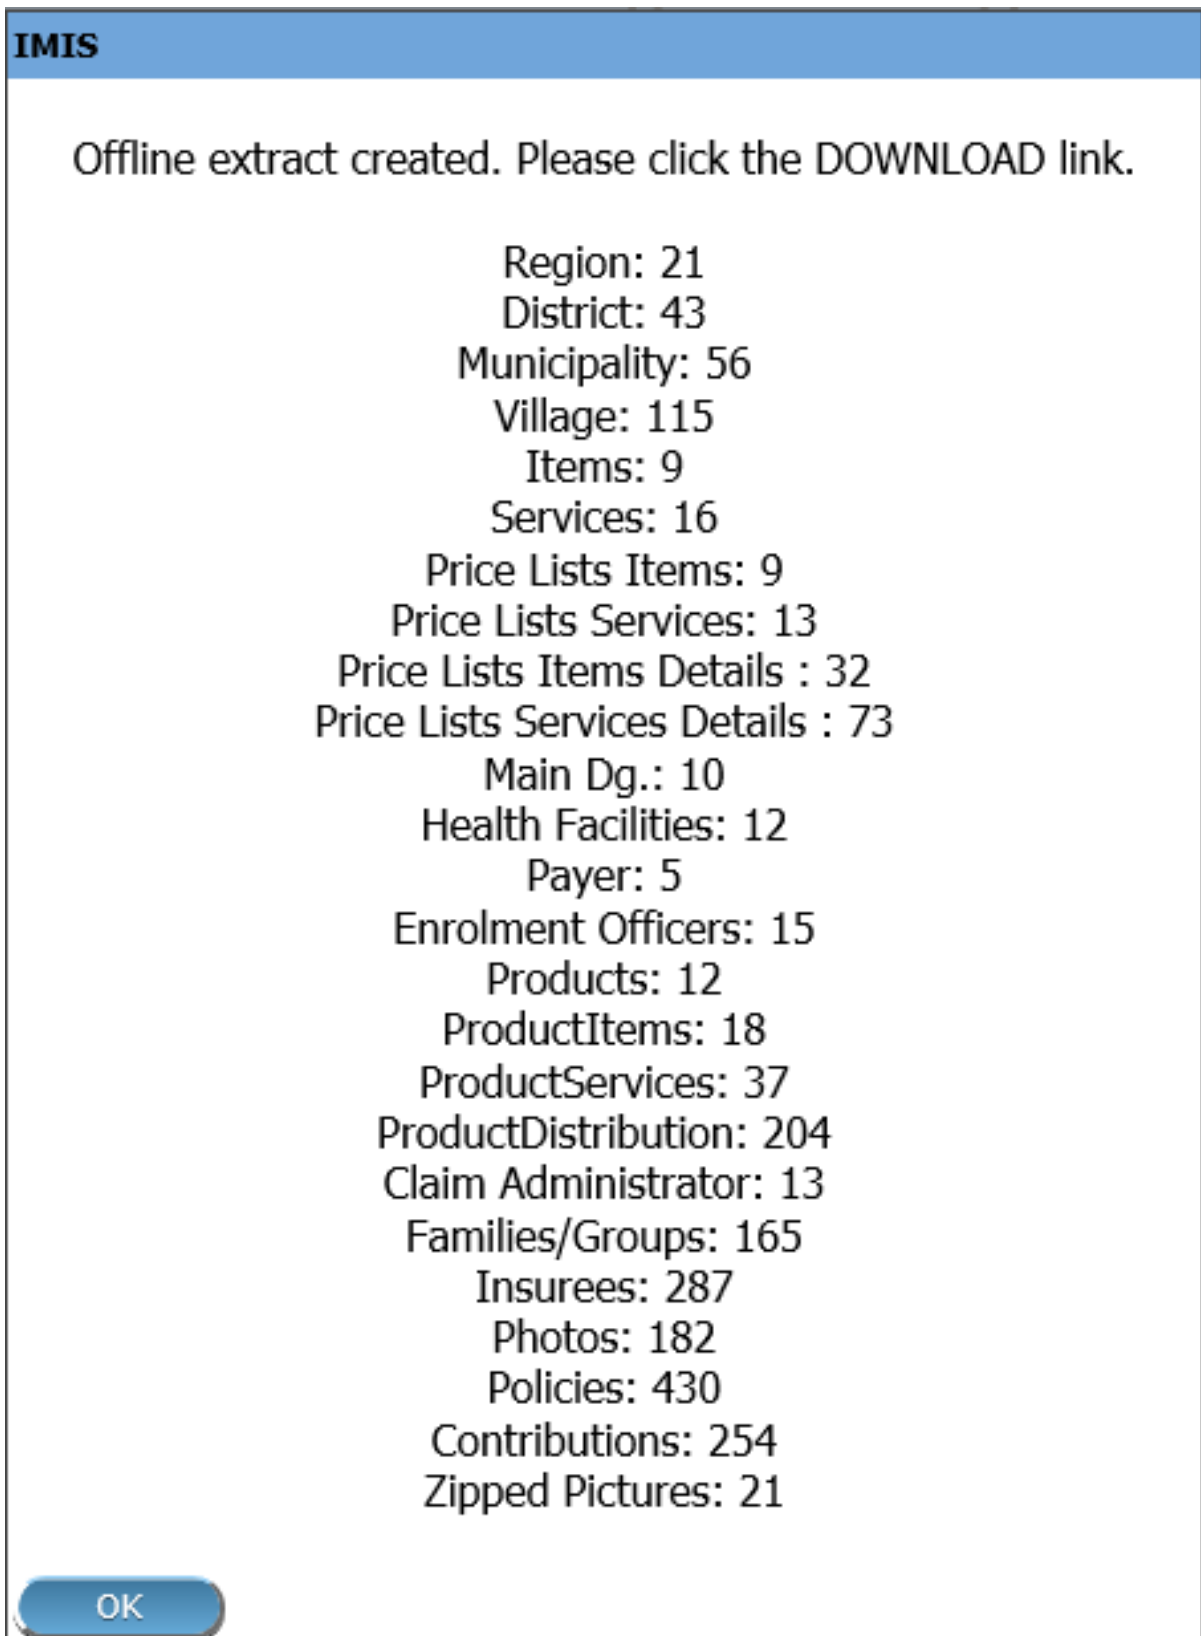 IMIS
Offline extract created. Please click the DOWNLOAD link.
Region: 21
District: 43
Municipality: 56
Village: 115
Items: 9
Services: 16
Price Lists Items: 9
Price Lists Services: 13
Price Lists Items Details : 32
Price Lists Services Details : 73
Main Dg.: 10
Health Facilities: 12
Payer: 5
Enrolment Officers: 15
Products: 12
ProductItems: 18
ProductServices: 37
ProductDistribution: 204
Claim Administrator: 13
Families/Groups: 165
Insurees: 287
Photos: 182
Policies: 430
Contributions: 254
Zipped Pictures: 21
OK